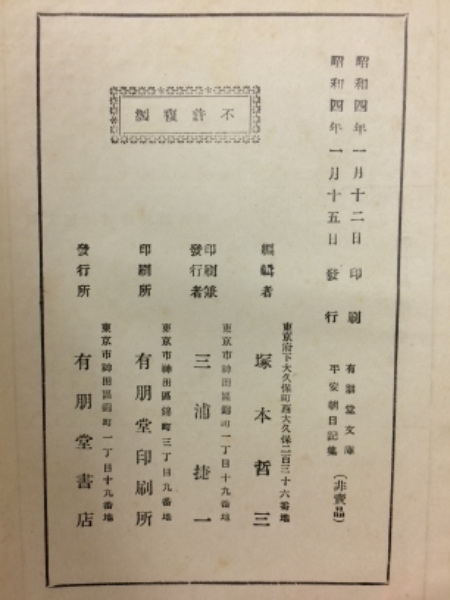 昭和四年一月十二日印刷
昭和四年一月十五日發行
有朋堂文庫
平安朝日記集
(非賣品)
不許複製
編輯者
東京府下大久保町西大久保二百三十六番地
塚本哲三
印刷兼
發行者
東京市神田區錦町一丁目十九番地
三浦捷一
印刷所
東京市神田區錦町三丁目九番地
有朋堂印刷所
發行所
東京市神田區錦町一丁目十九番地
有朋堂書店